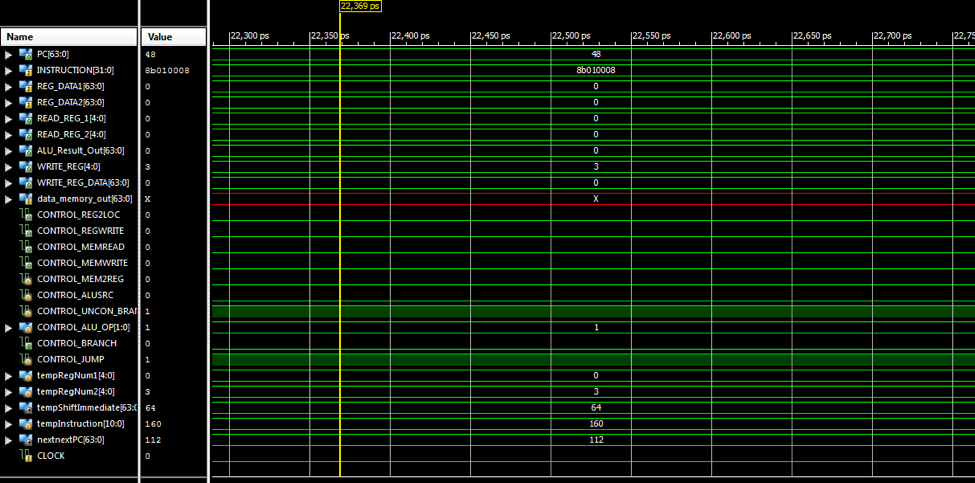 22,369 ps
Name Value 22,300 ps 22,350 ps 22,400 ps 22,450 ps 22,500 ps 22,550 ps 22,600 ps 22,650 ps 22,700 ps 22,75
PC[63:0] 48 48
INSTRUCTION[31:0] 8b010008 8b010008
REG_DATA1[63:0] 0 0
REG_DATA2[63:0] 0 0
READ_REG_1[4:0] 0 0
READ_REG_2[4:0] 0 0
ALU_Result_Out[63:0] 0 0
WRITE_REG[4:0] 3 3
WRITE_REG_DATA[63:0] 0 0
data_memory_out[63:0] X X
CONTROL_REG2LOC 0
CONTROL_REGWRITE 0
CONTROL_MEMREAD 0
CONTROL_MEMWRITE 0
CONTROL_MEM2REG 0
CONTROL_ALUSRC 0
CONTROL_UNCON_BRAN 1
CONTROL_ALU_OP[1:0] 1 1
CONTROL_BRANCH 0
CONTROL_JUMP 1
tempRegNum1[4:0] 0 0
tempRegNum2[4:0] 3 3
tempShiftImmediate[63:0 64 64
tempInstruction[10:0] 160 160
nextnextPC[63:0] 112 112
CLOCK 0